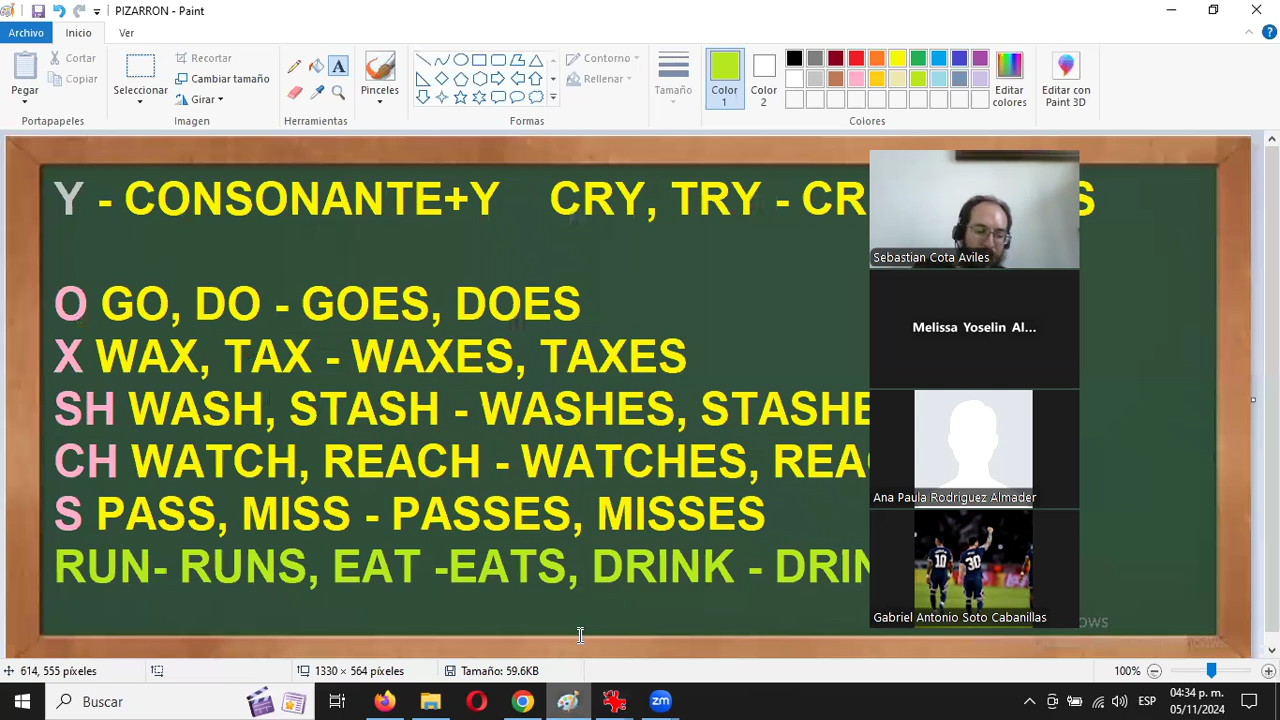 PIZARRON - Paint
Archivo Inicio Ver
Pegar
Cortar
Copiar
Portapapeles
Seleccionar
Recortar
Cambiar tamaño
Girar
Imagen
A
Herramientas
Pinceles
Contorno
Rellenar
Formas
Tamaño
Color 1
Color 2
Editar colores
Colores
Editar con Paint 3D
Y - CONSONANTE+Y CRY, TRY - CR S
O GO, DO - GOES, DOES
X WAX, TAX - WAXES, TAXES
SH WASH, STASH - WASHES, STASHE
CH WATCH, REACH - WATCHES, REA
S PASS, MISS - PASSES, MISSES
RUN- RUNS, EAT -EATS, DRINK - DRIN
Sebastian Cota Aviles
Melissa Yoselin Al...
Ana Paula Rodriguez Almader
10 30
Gabriel Antonio Soto Cabanillas
614, 555 píxeles 1330 × 564 píxeles Tamaño: 59.6KB 100%
Buscar zm ESP 04:34 p. m.
05/11/2024